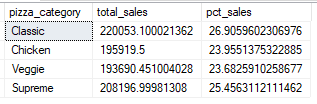 pizza_category total_sales pct_sales
Classic 220053.100021362 26.9059602306976
Chicken 195919.5 23.9551375322885
Veggie 193690.451004028 23.6825910258577
Supreme 208196.99981308 25.4563112111462